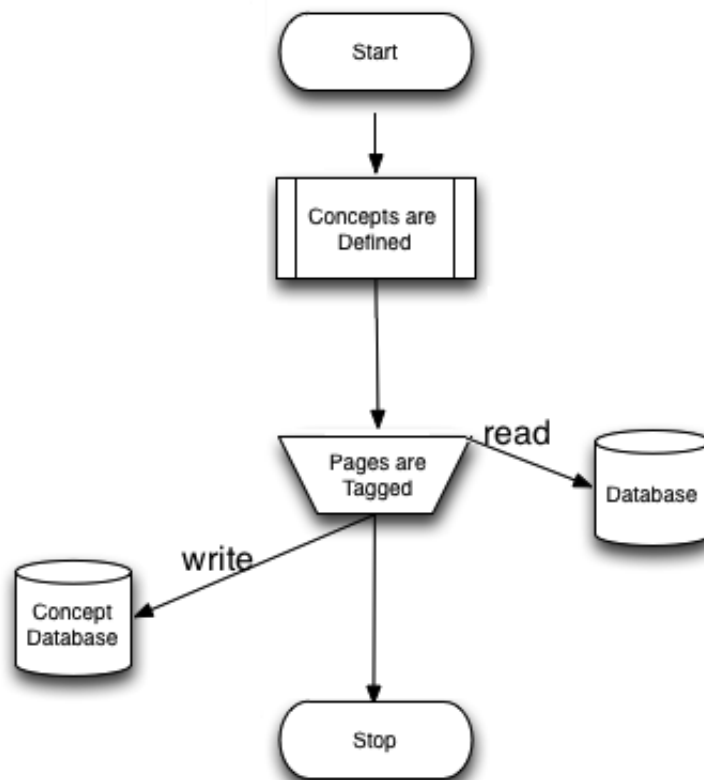 Start
Concepts are
Defined
Pages are
Tagged
read
Database
write
Concept
Database
Stop